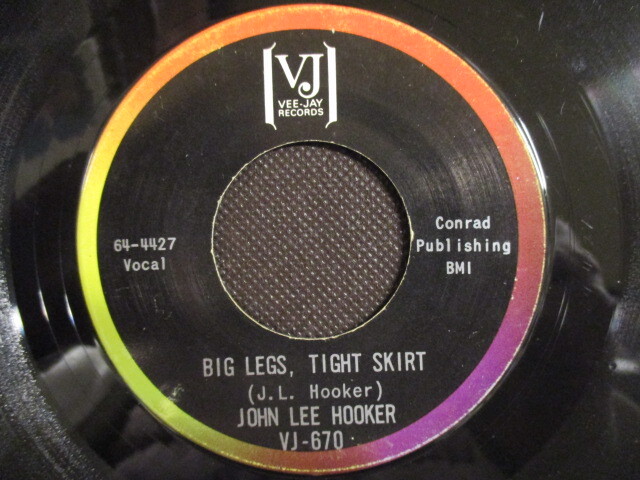 VJ
VEE-JAY
RECORDS
64-4427
Vocal
Conrad
Publishing
BMI
BIG LEGS, TIGHT SKIRT
(J.L. Hooker)
JOHN LEE HOOKER
VJ-670